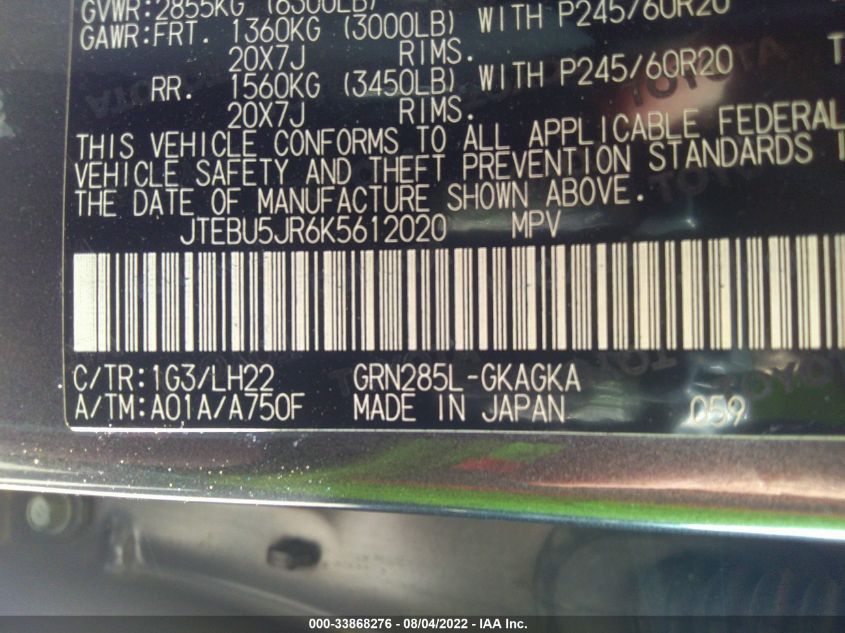 GVWR:2855KG (6300LB)
GAWR:FRT. 1360KG (3000LB) WITH P245/60R20
20X7J RIMS.
RR. 1560KG (3450LB) WITH P245/60R20
20X7J RIMS.
THIS VEHICLE CONFORMS TO ALL APPLICABLE FEDERAL
VEHICLE SAFETY AND THEFT PREVENTION STANDARDS I
THE DATE OF MANUFACTURE SHOWN ABOVE.
JTEBU5JR6K5612020 MPV
C/TR:1G3/LH22 GRN285L-GKAGKA
A/TM:A01A/A750F MADE IN JAPAN 059
000-33868276 - 08/04/2022 - IAA Inc.